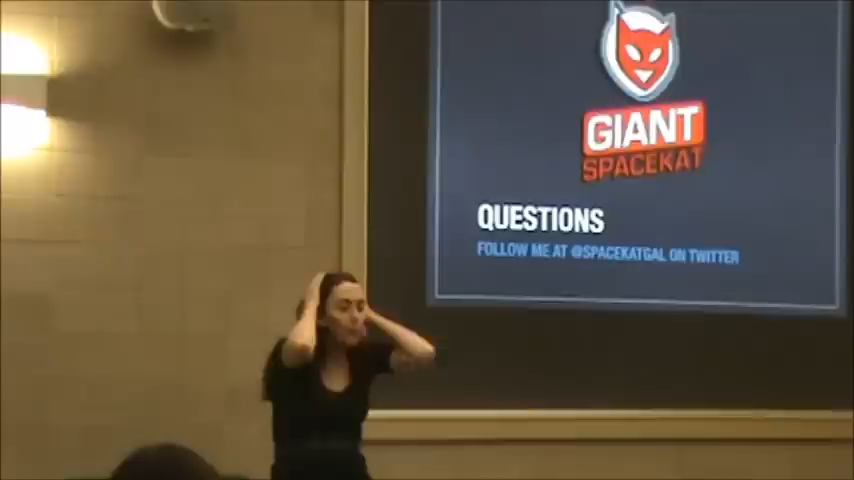 GIANT
SPACEKAT
QUESTIONS
FOLLOW ME AT @SPACEKATGAL ON TWITTER